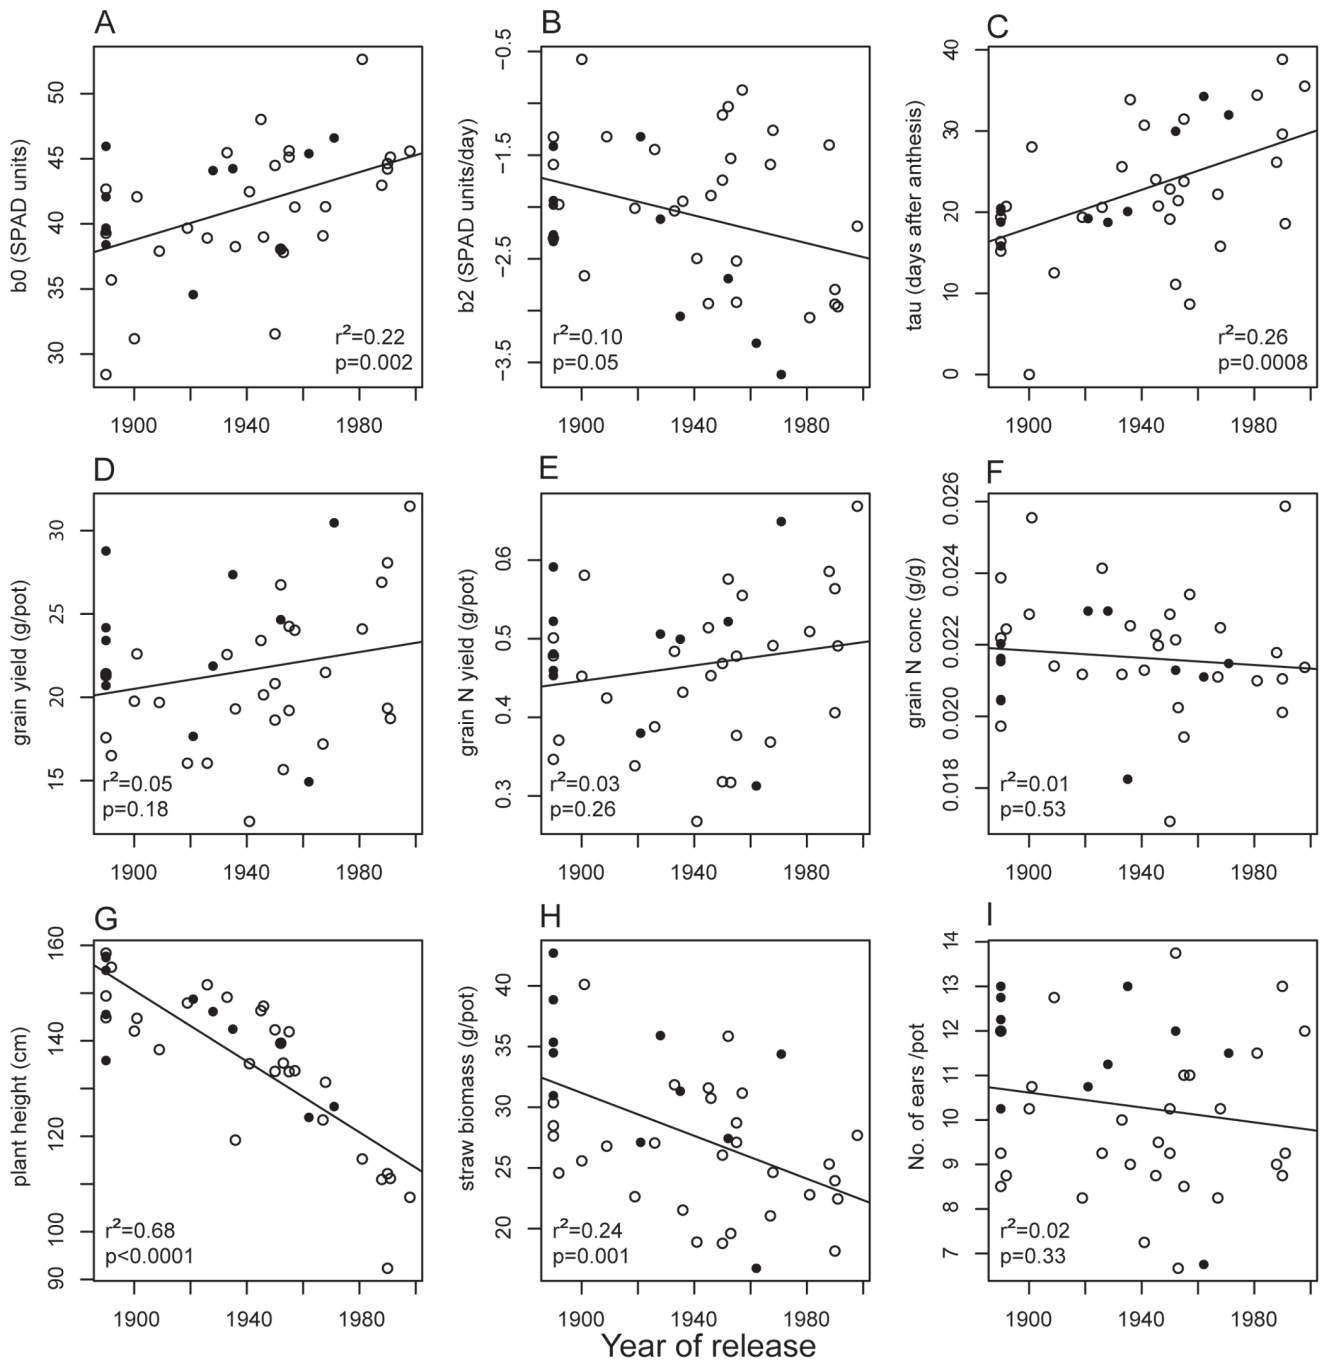 A
b0 (SPAD units)
50
45
40
35
30
r²=0.22
p=0.002
1900 1940 1980
B
b2 (SPAD units/day)
−0.5
−1.5
−2.5
−3.5
r²=0.10
p=0.05
1900 1940 1980
C
tau (days after anthesis)
40
30
20
10
0
r²=0.26
p=0.0008
1900 1940 1980
D
grain yield (g/pot)
30
25
20
15
r²=0.05
p=0.18
1900 1940 1980
E
grain N yield (g/pot)
0.6
0.5
0.4
0.3
r²=0.03
p=0.26
1900 1940 1980
F
grain N conc (g/g)
0.026
0.024
0.022
0.020
0.018
r²=0.01
p=0.53
1900 1940 1980
G
plant height (cm)
160
140
120
100
90
r²=0.68
p<0.0001
1900 1940 1980
H
straw biomass (g/pot)
40
35
30
25
20
r²=0.24
p=0.001
1900 1940 1980
I
No. of ears /pot
14
13
12
11
10
9
8
7
r²=0.02
p=0.33
1900 1940 1980
Year of release